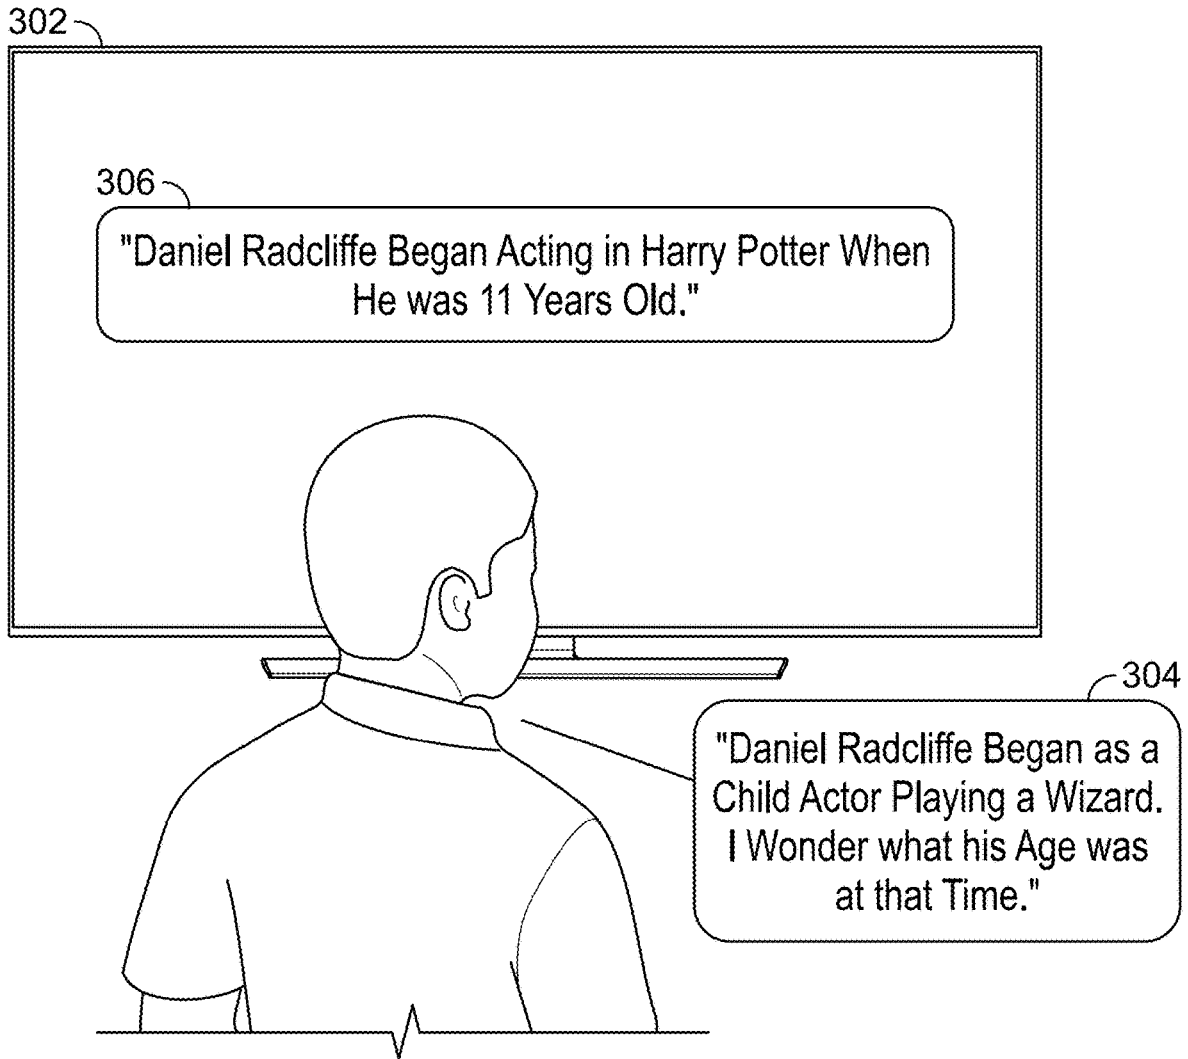 302
306
"Daniel Radcliffe Began Acting in Harry Potter When
He was 11 Years Old."
304
"Daniel Radcliffe Began as a
Child Actor Playing a Wizard.
I Wonder what his Age was
at that Time."